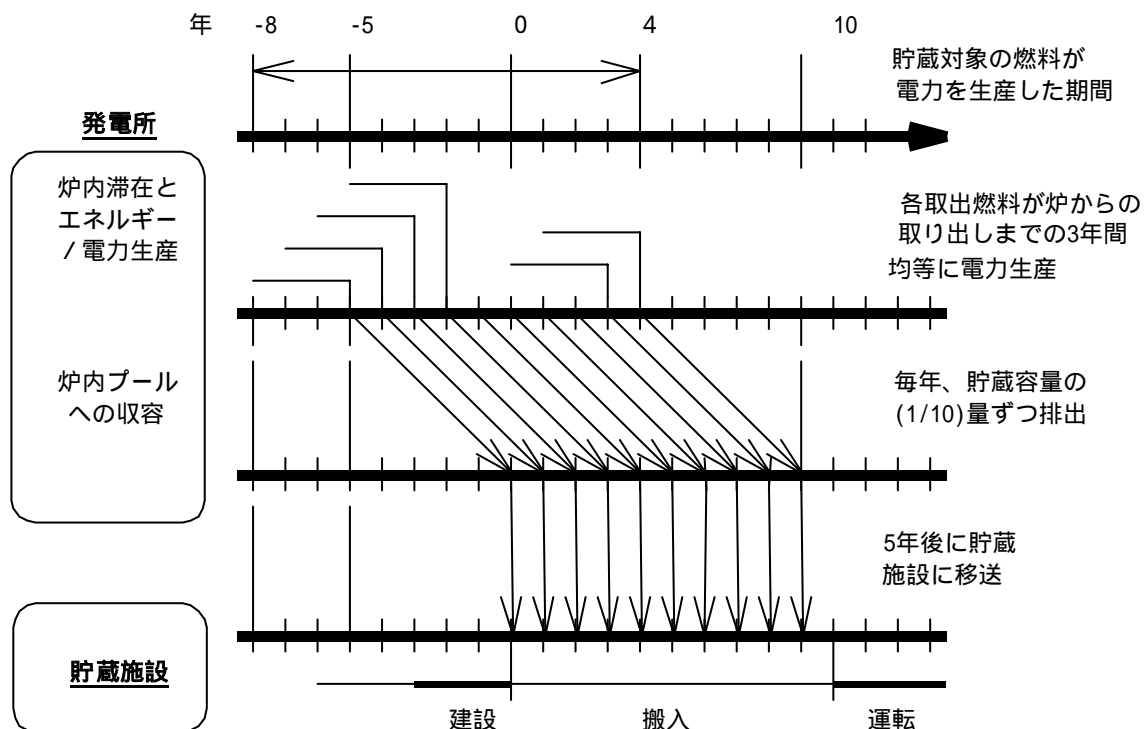 年 -8 -5 0 4 10
貯蔵対象の燃料が
電力を生産した期間
発電所
炉内滞在と
エネルギー
/電力生産
各取出燃料が炉からの
取り出しまでの3年間
均等に電力生産
炉内プール
への収容
毎年、貯蔵容量の
(1/10)量ずつ排出
5年後に貯蔵
施設に移送
貯蔵施設
建設 搬入 運転